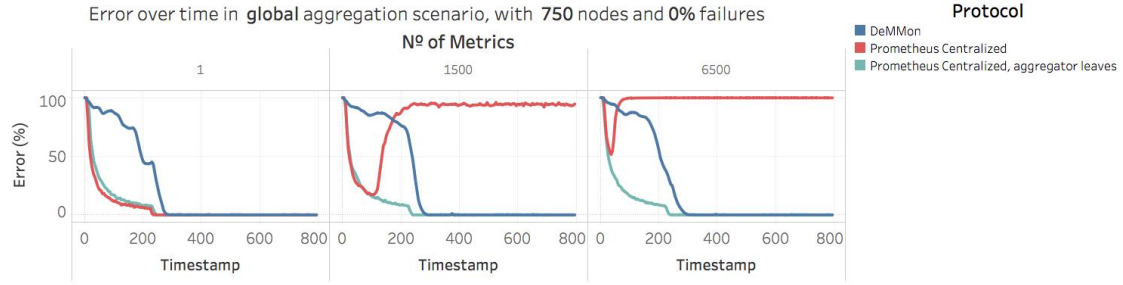 Error over time in global aggregation scenario, with 750 nodes and 0% failures
Nº of Metrics
1 1500 6500
Error (%)
100
50
0
0 200 400 600 800 0 200 400 600 800 0 200 400 600 800
Timestamp Timestamp Timestamp
Protocol
DeMMon
Prometheus Centralized
Prometheus Centralized, aggregator leaves